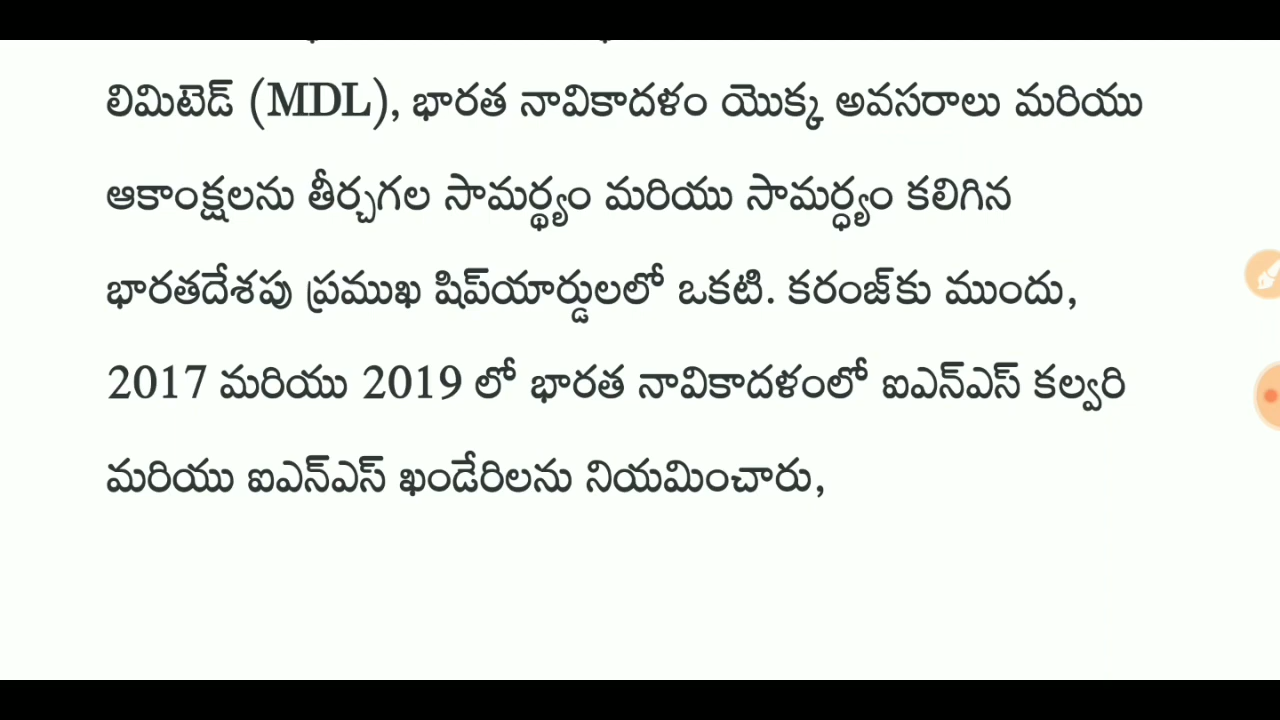 లిమిటెడ్ (MDL), భారత నావికాదళం యొక్క అవసరాలు మరియు
ఆకాంక్షలను తీర్చగల సామర్థ్యం మరియు సామర్ధ్యం కలిగిన
భారతదేశపు ప్రముఖ షిప్‌యార్డులలో ఒకటి. కరంజ్‌కు ముందు,
2017 మరియు 2019 లో భారత నావికాదళంలో ఐఎన్ఎస్ కల్వరి
మరియు ఐఎన్ఎస్ ఖండేరిలను నియమించారు,